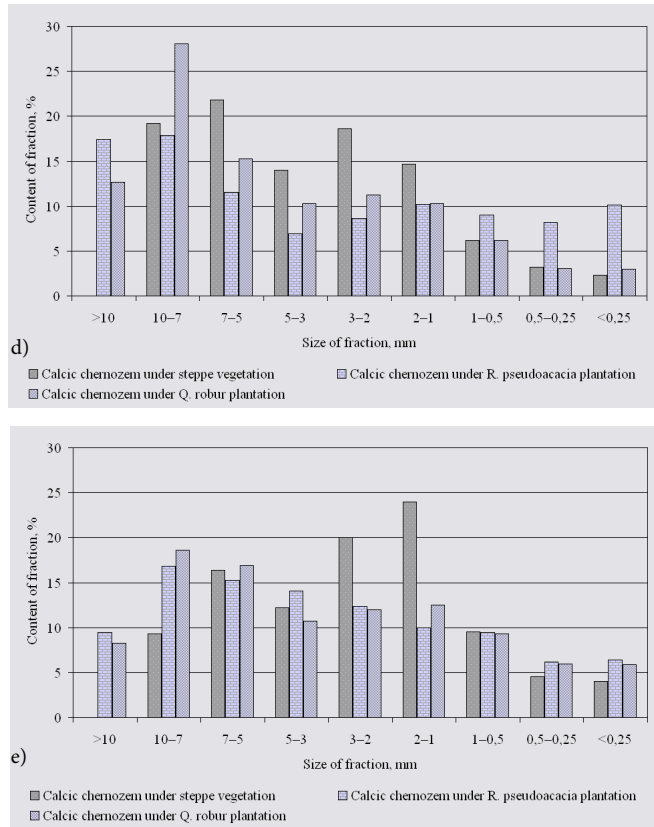 30
25
20
15
10
5
0
Content of fraction, %
>10 10–7 7–5 5–3 3–2 2–1 1–0,5 0,5–0,25 <0,25
Size of fraction, mm
d)
Calcic chernozem under steppe vegetation Calcic chernozem under R. pseudoacacia plantation
Calcic chernozem under Q. robur plantation
30
25
20
15
10
5
0
Content of fraction, %
>10 10–7 7–5 5–3 3–2 2–1 1–0,5 0,5–0,25 <0,25
Size of fraction, mm
e)
Calcic chernozem under steppe vegetation Calcic chernozem under R. pseudoacacia plantation
Calcic chernozem under Q. robur plantation